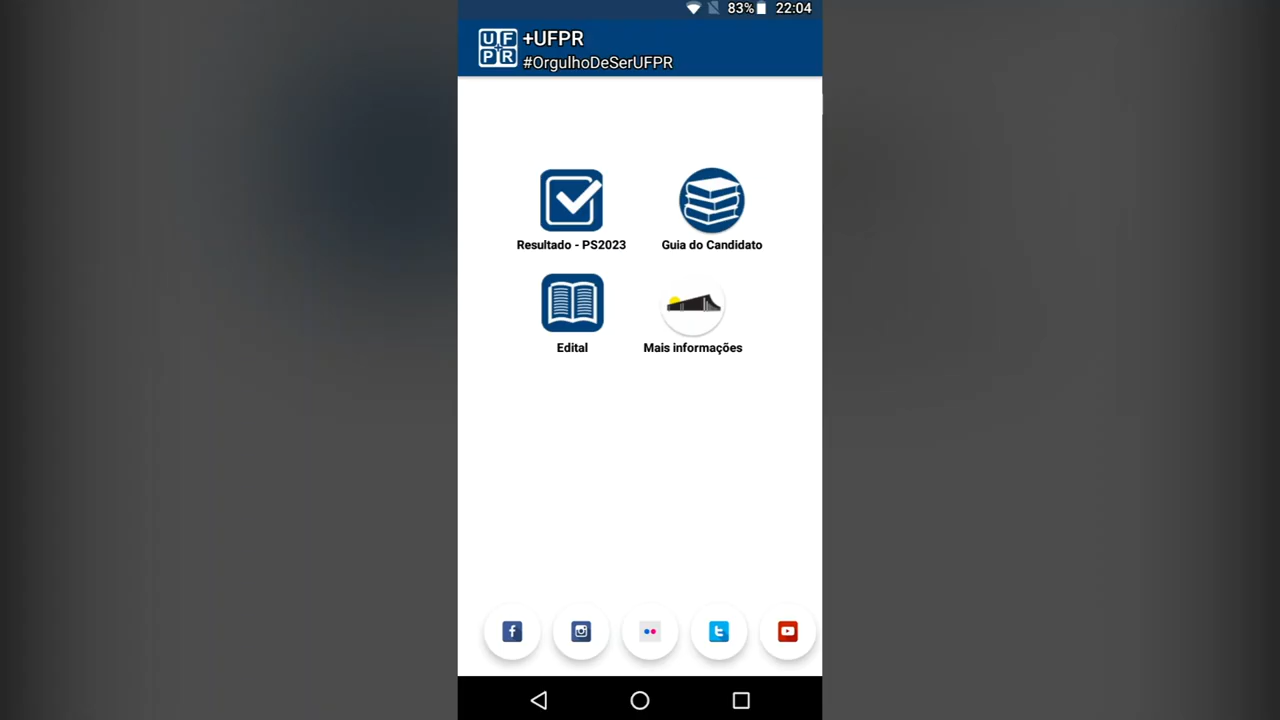 83% 22:04
UF
PR
+UFPR
#OrgulhoDeSerUFPR
Resultado - PS2023
Guia do Candidato
Edital
Mais informações